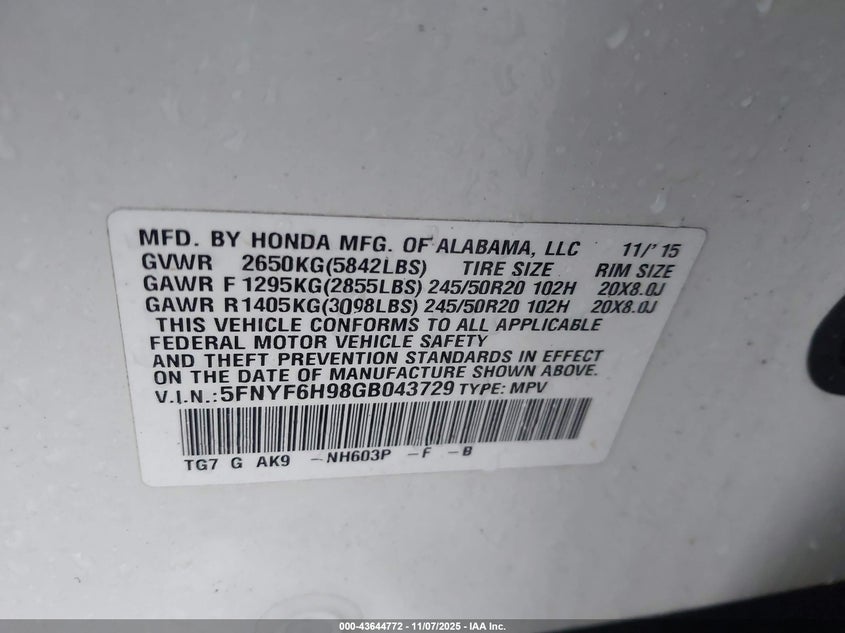 MFD. BY HONDA MFG. OF ALABAMA, LLC 11/'15
GVWR 2650KG(5842LBS) TIRE SIZE RIM SIZE
GAWR F 1295KG(2855LBS) 245/50R20 102H 20X8.0J
GAWR R 1405KG(3098LBS) 245/50R20 102H 20X8.0J
THIS VEHICLE CONFORMS TO ALL APPLICABLE
FEDERAL MOTOR VEHICLE SAFETY
AND THEFT PREVENTION STANDARDS IN EFFECT
ON THE DATE OF MANUFACTURE SHOWN ABOVE.
V.I.N.:5FNYF6H98GB043729 TYPE: MPV
TG7 G AK9 -NH603P -F -B
000-43644772 | 11/07/2025 - IAA Inc.